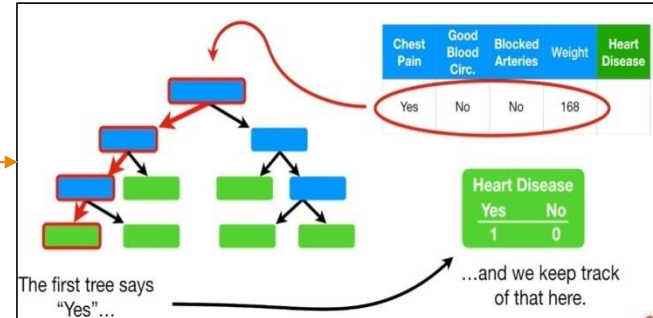 Chest Pain Good Blood Circ. Blocked Arteries Weight Heart Disease
Yes No No 168
Heart Disease
Yes No
1 0
The first tree says
“Yes”…
…and we keep track
of that here.